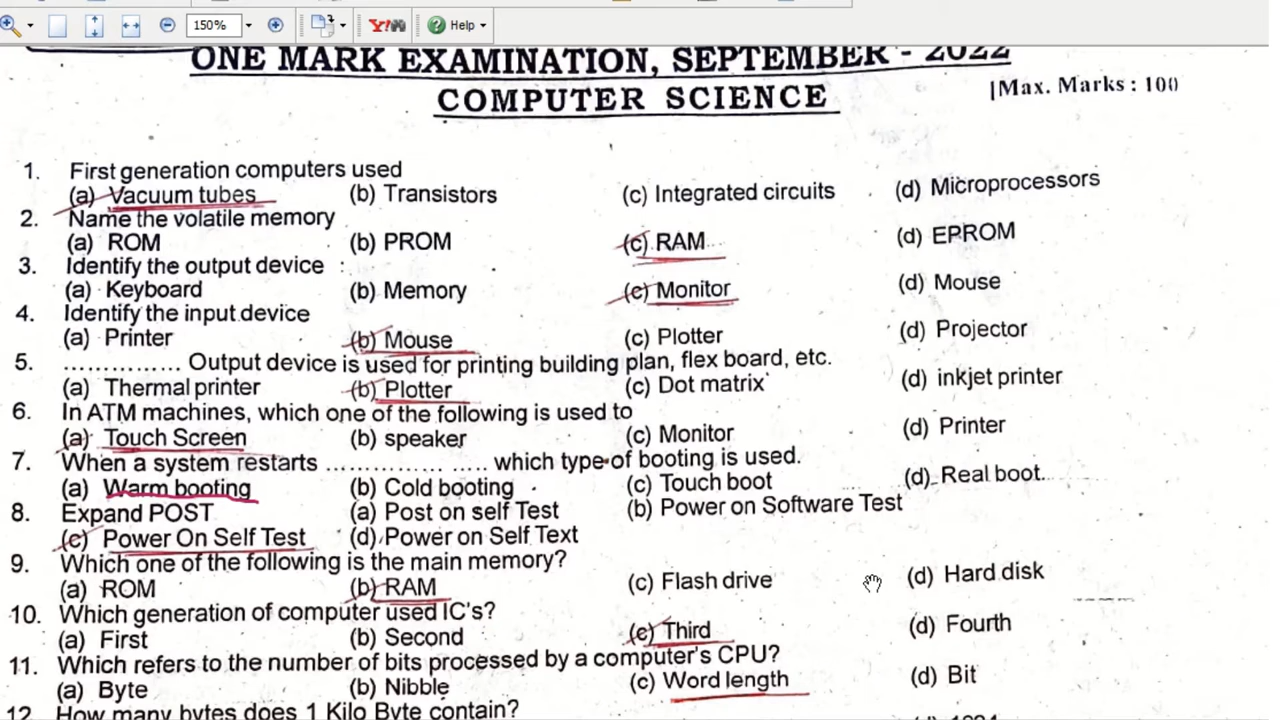 150% Y!M Help
ONE MARK EXAMINATION, SEPTEMBER - 2022
COMPUTER SCIENCE
[Max. Marks : 100
1. First generation computers used
(a) Vacuum tubes (b) Transistors (c) Integrated circuits (d) Microprocessors
2. Name the volatile memory
(a) ROM (b) PROM (c) RAM (d) EPROM
3. Identify the output device :
(a) Keyboard (b) Memory (c) Monitor (d) Mouse
4. Identify the input device
(a) Printer (b) Mouse (c) Plotter (d) Projector
5. ............... Output device is used for printing building plan, flex board, etc.
(a) Thermal printer (b) Plotter (c) Dot matrix (d) inkjet printer
6. In ATM machines, which one of the following is used to
(a) Touch Screen (b) speaker (c) Monitor (d) Printer
7. When a system restarts ............... ..... which type of booting is used.
(a) Warm booting (b) Cold booting (c) Touch boot (d) Real boot.
8. Expand POST (a) Post on self Test (b) Power on Software Test
(c) Power On Self Test (d) Power on Self Text
9. Which one of the following is the main memory?
(a) ROM (b) RAM (c) Flash drive (d) Hard disk
10. Which generation of computer used IC's?
(a) First (b) Second (c) Third (d) Fourth
11. Which refers to the number of bits processed by a computer's CPU?
(a) Byte (b) Nibble (c) Word length (d) Bit
12. How many bytes does 1 Kilo Byte contain?